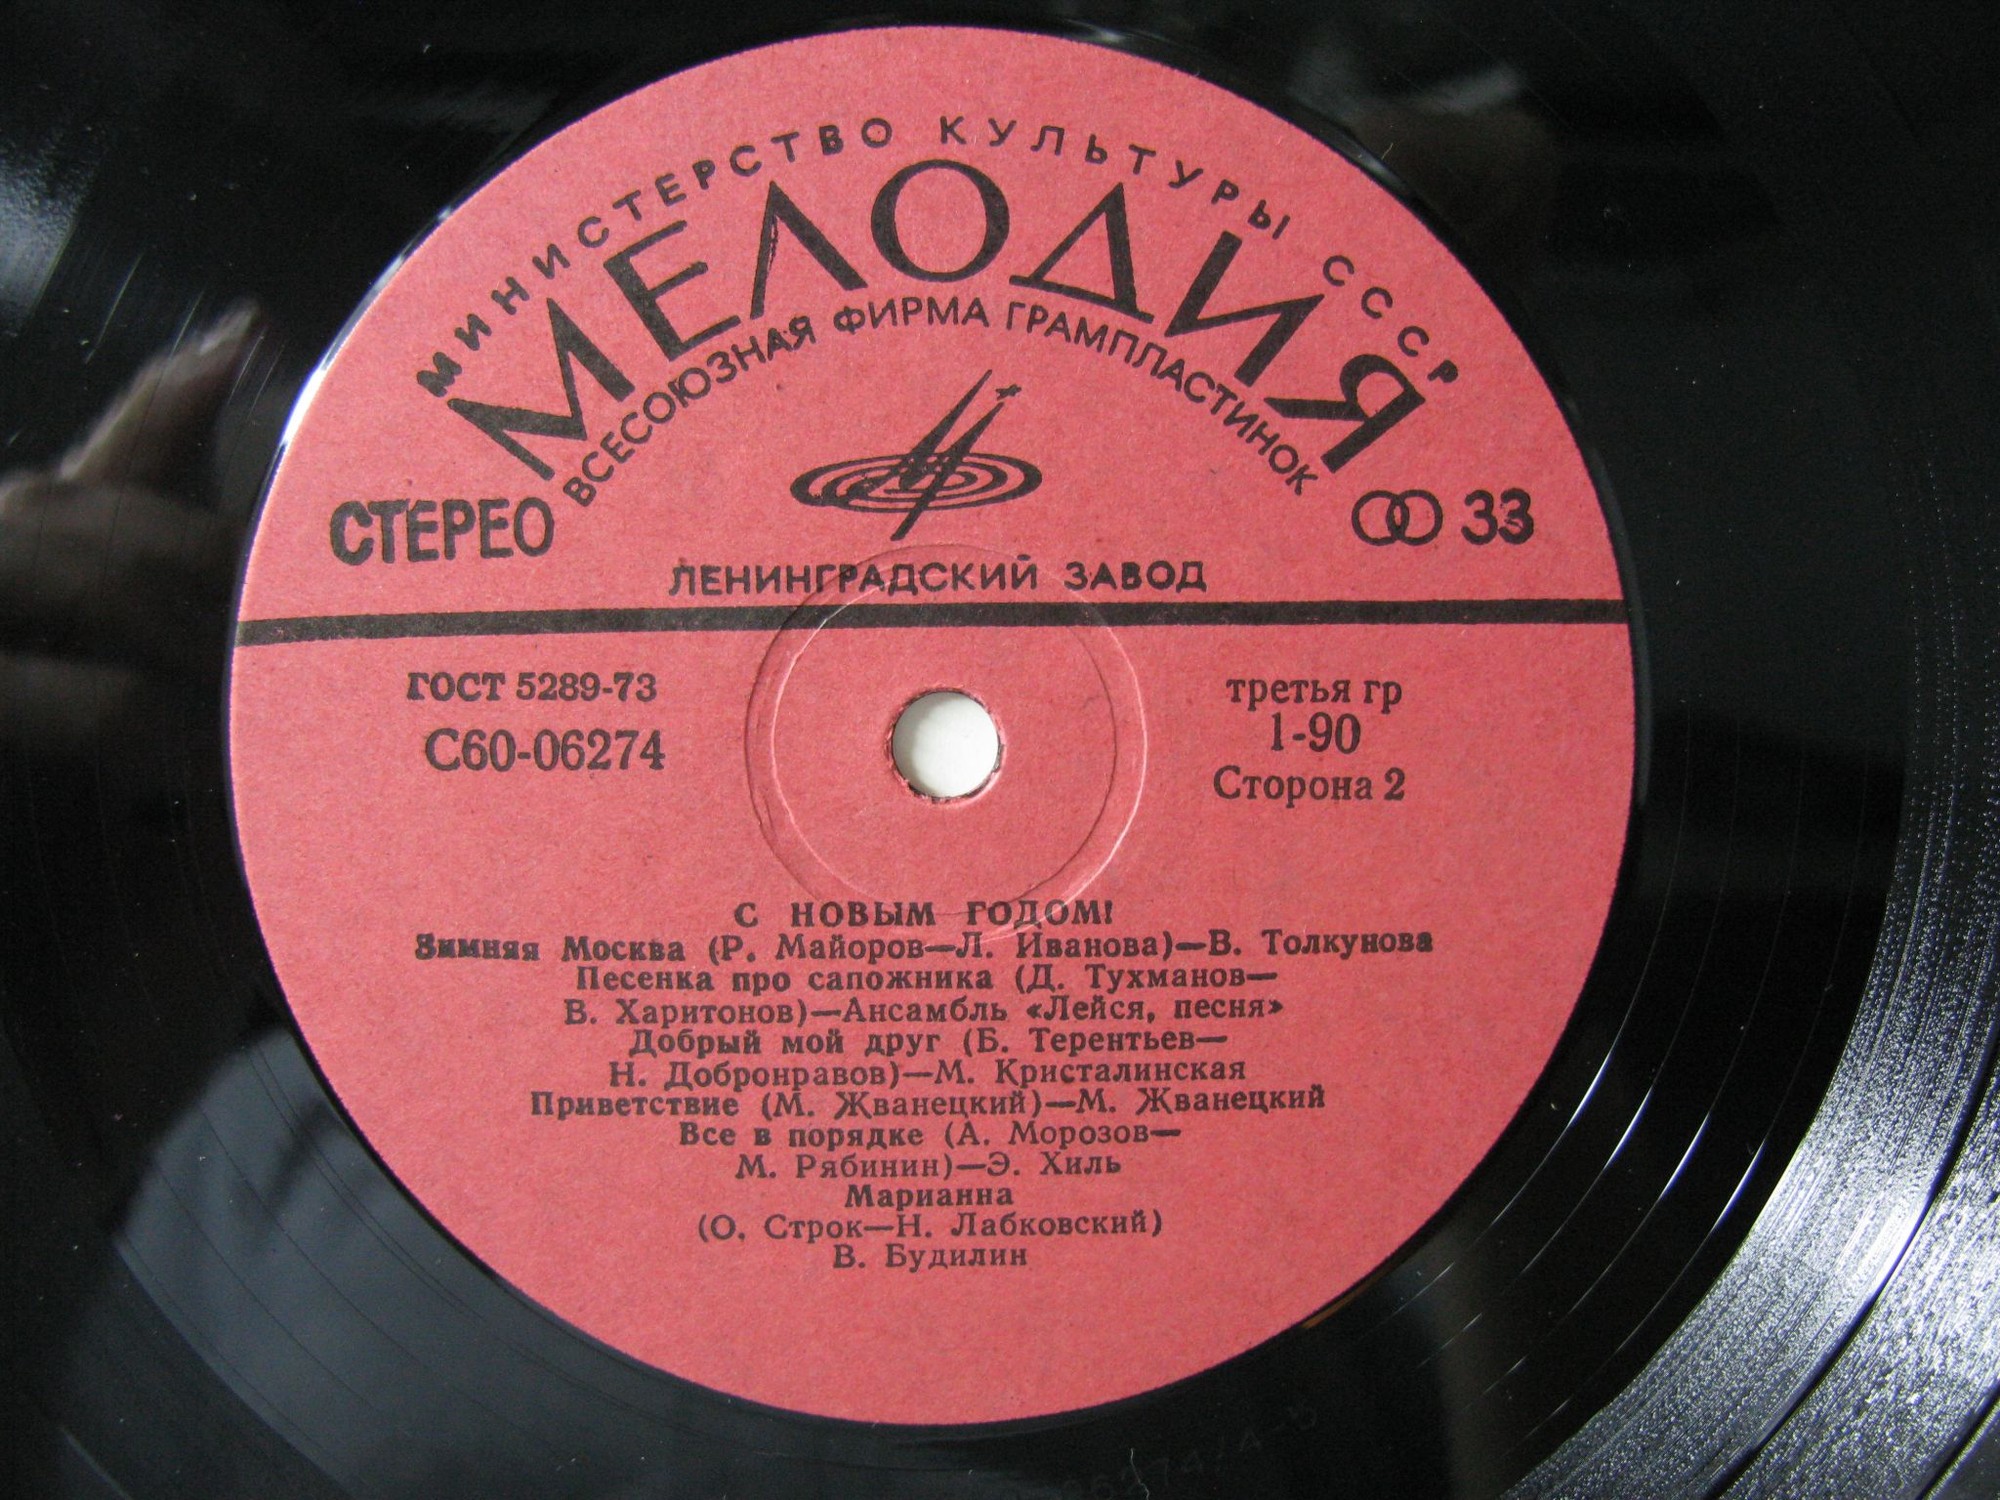 МИНИСТЕРСТВО КУЛЬТУРЫ СССР
МЕЛОДИЯ
ВСЕСОЮЗНАЯ ФИРМА ГРАМПЛАСТИНОК
СТЕРЕО
33
ЛЕНИНГРАДСКИЙ ЗАВОД
ГОСТ 5289-73
третья гр
С60-06274
1-90
Сторона 2
С НОВЫМ ГОДОМ!
Зимняя Москва (Р. Майоров—Л. Иванова)—В. Толкунова
Песенка про сапожника (Д. Тухманов—
В. Харитонов)—Ансамбль «Лейся, песня»
Добрый мой друг (Б. Терентьев—
Н. Добронравов)—М. Кристалинская
Приветствие (М. Жванецкий)—М. Жванецкий
Все в порядке (А. Морозов—
М. Рябинин)—Э. Хиль
Марианна
(О. Строк—Н. Лабковский)
В. Будилин